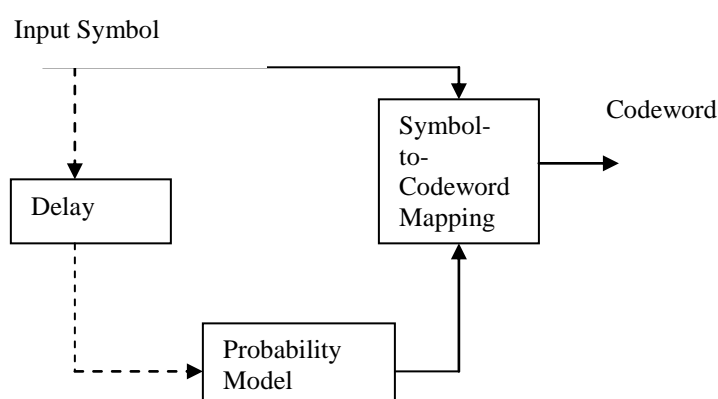 Input Symbol
Codeword
Symbol-
to-
Codeword
Mapping
Delay
Probability
Model